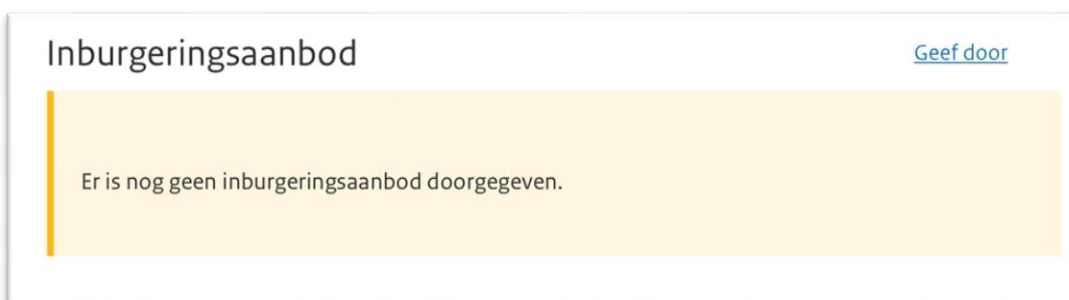 Inburgeringsaanbod
Geef door
Er is nog geen inburgeringsaanbod doorgegeven.